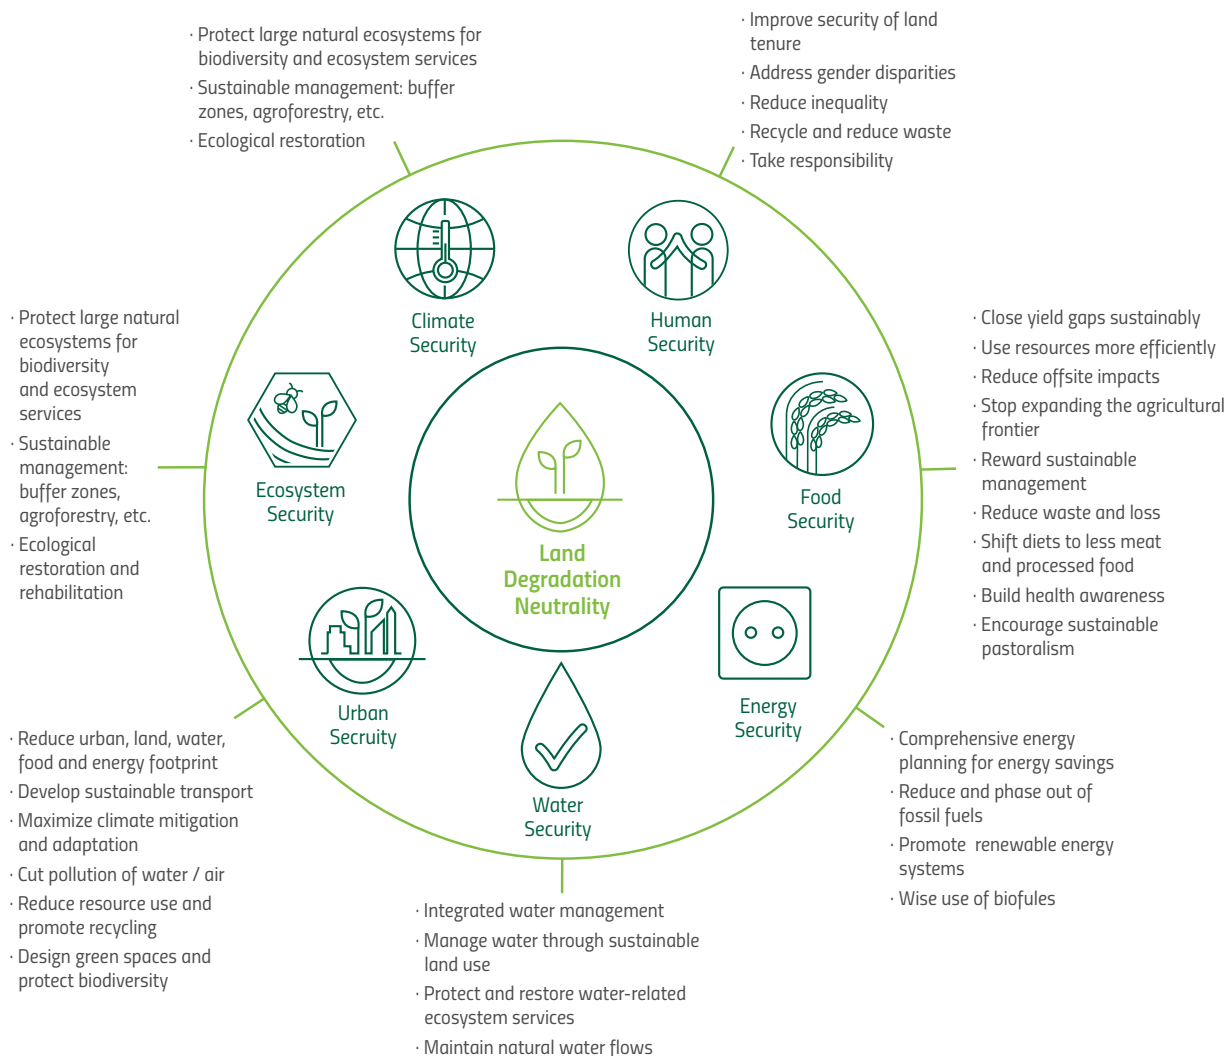 · Protect large natural ecosystems for
biodiversity and ecosystem services
· Sustainable management: buffer
zones, agroforestry, etc.
· Ecological restoration
· Improve security of land
tenure
· Address gender disparities
· Reduce inequality
· Recycle and reduce waste
· Take responsibility
Climate
Security
Human
Security
· Protect large natural
ecosystems for
biodiversity
and ecosystem
services
· Sustainable
management:
buffer zones,
agroforestry, etc.
· Ecological
restoration and
rehabilitation
Ecosystem
Security
Land
Degradation
Neutrality
Food
Security
· Close yield gaps sustainably
· Use resources more efficiently
· Reduce offsite impacts
· Stop expanding the agricultural
frontier
· Reward sustainable
management
· Reduce waste and loss
· Shift diets to less meat
and processed food
· Build health awareness
· Encourage sustainable
pastoralism
Urban
Secruity
Water
Security
Energy
Security
· Reduce urban, land, water,
food and energy footprint
· Develop sustainable transport
· Maximize climate mitigation
and adaptation
· Cut pollution of water / air
· Reduce resource use and
promote recycling
· Design green spaces and
protect biodiversity
· Integrated water management
· Manage water through sustainable
land use
· Protect and restore water-related
ecosystem services
· Maintain natural water flows
· Comprehensive energy
planning for energy savings
· Reduce and phase out of
fossil fuels
· Promote renewable energy
systems
· Wise use of biofules